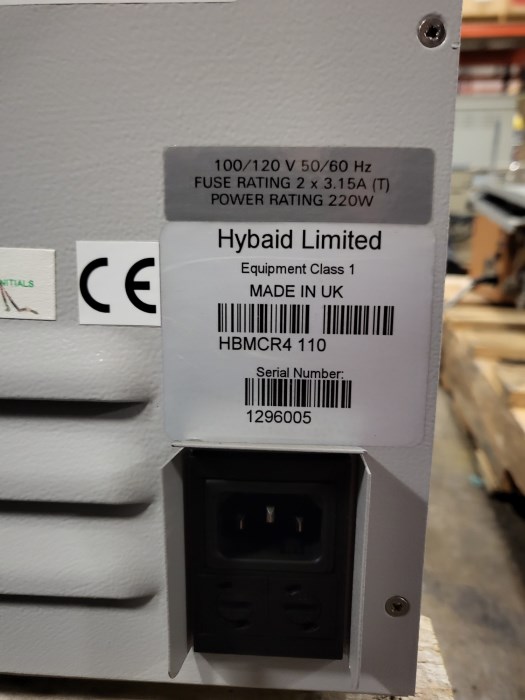 100/120 V 50/60 Hz
FUSE RATING 2 x 3.15A (T)
POWER RATING 220W
Hybaid Limited
Equipment Class 1
MADE IN UK
HBMCR4 110
Serial Number:
1296005
CE